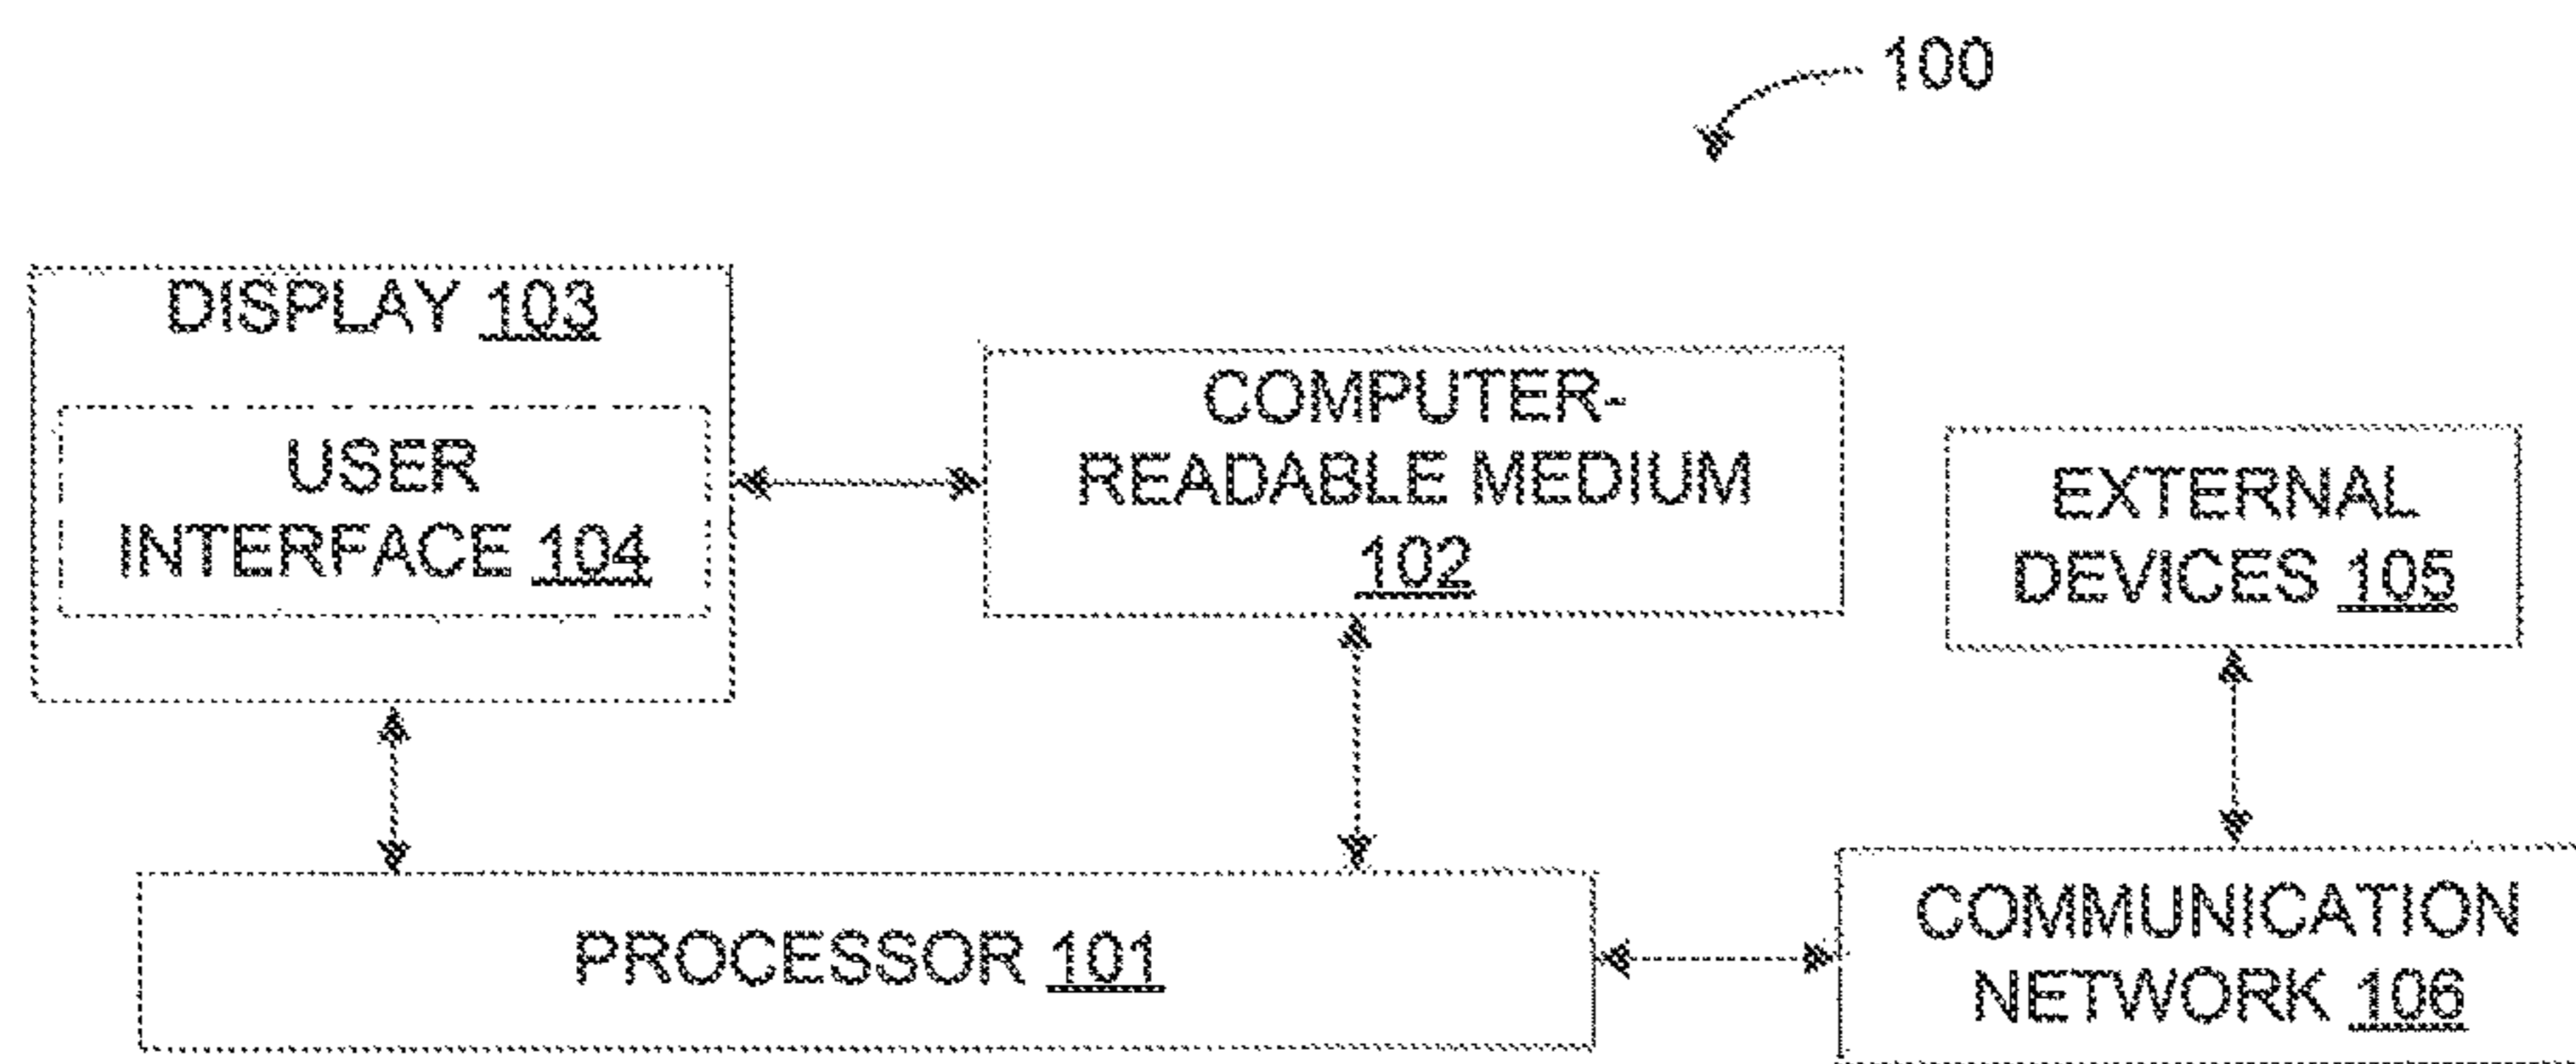 100
DISPLAY 103
USER
INTERFACE 104
COMPUTER-
READABLE MEDIUM
102
EXTERNAL
DEVICES 105
PROCESSOR 101
COMMUNICATION
NETWORK 106